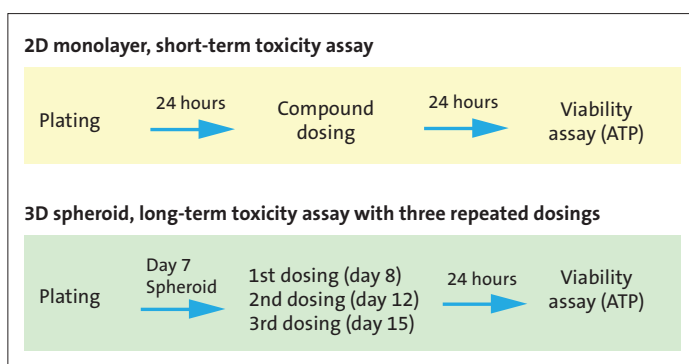 2D monolayer, short-term toxicity assay
Plating
24 hours
Compound
dosing
24 hours
Viability
assay (ATP)
3D spheroid, long-term toxicity assay with three repeated dosings
Plating
Day 7
Spheroid
1st dosing (day 8)
2nd dosing (day 12)
3rd dosing (day 15)
24 hours
Viability
assay (ATP)